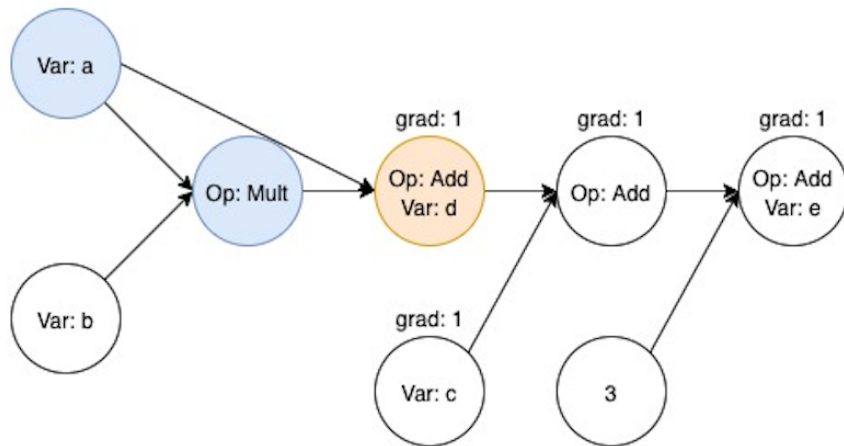 Var: a
grad: 1
grad: 1
grad: 1
Op: Mult
Op: Add
Var: d
Op: Add
Op: Add
Var: e
Var: b
grad: 1
Var: c
3